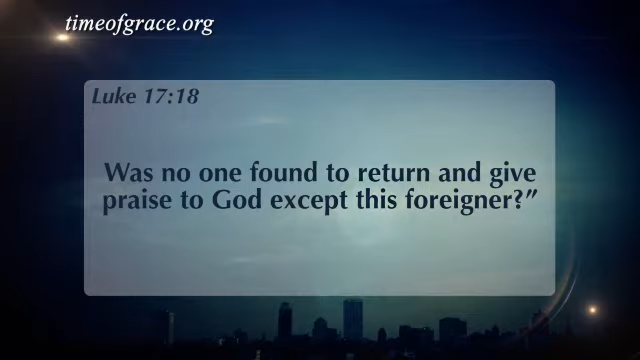 timeofgrace.org
Luke 17:18
Was no one found to return and give
praise to God except this foreigner?”